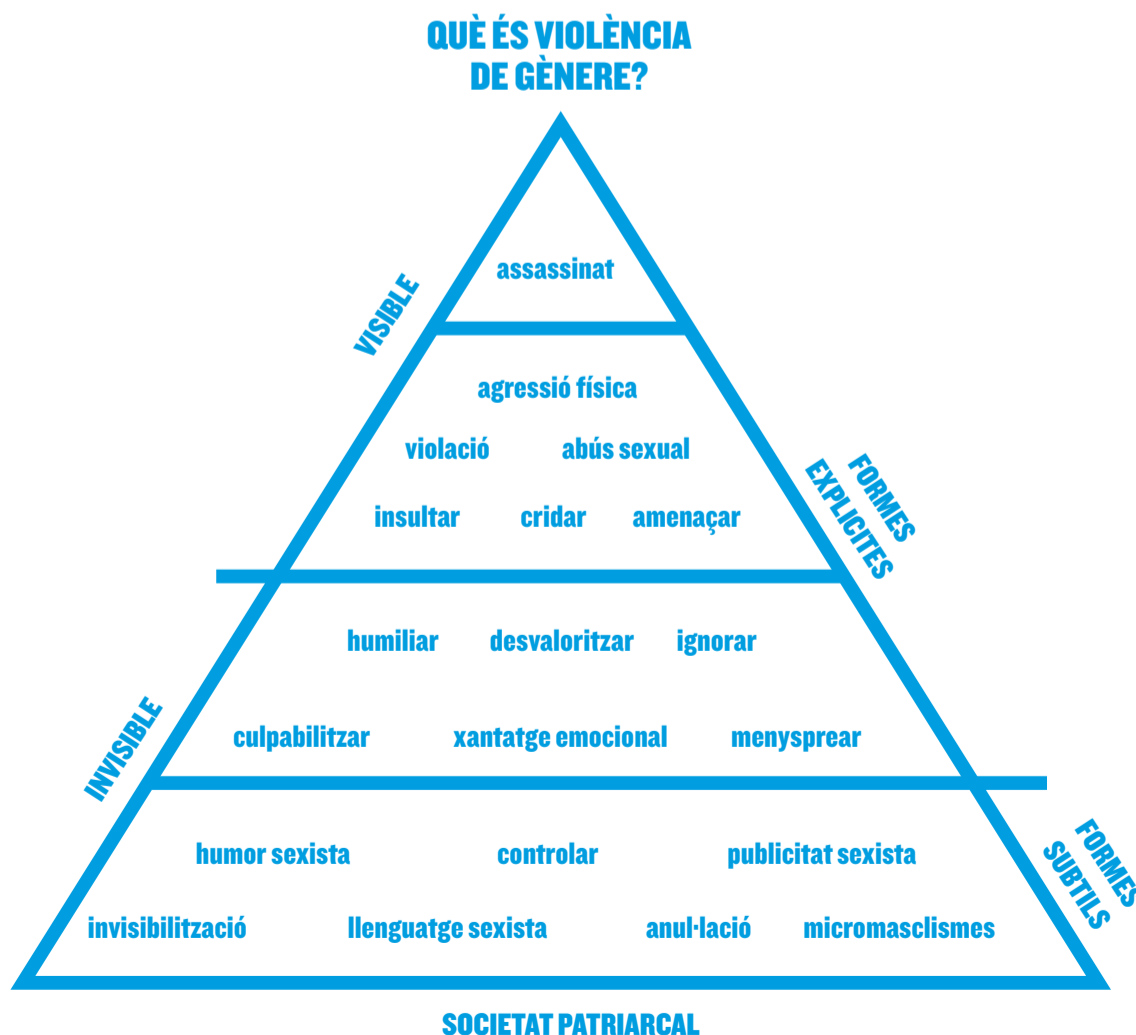 QUÈ ÉS VIOLÈNCIA
DE GÈNERE?
assassinat
VISIBLE
agressió física
violació abús sexual
insultar cridar amenaçar
FORMES
EXPLICITES
humiliar desvaloritzar ignorar
culpabilitzar xantatge emocional menysprear
INVISIBLE
humor sexista controlar publicitat sexista
FORMES
SUBTILS
invisibilització llenguatge sexista anul·lació micromasclismes
SOCIETAT PATRIARCAL